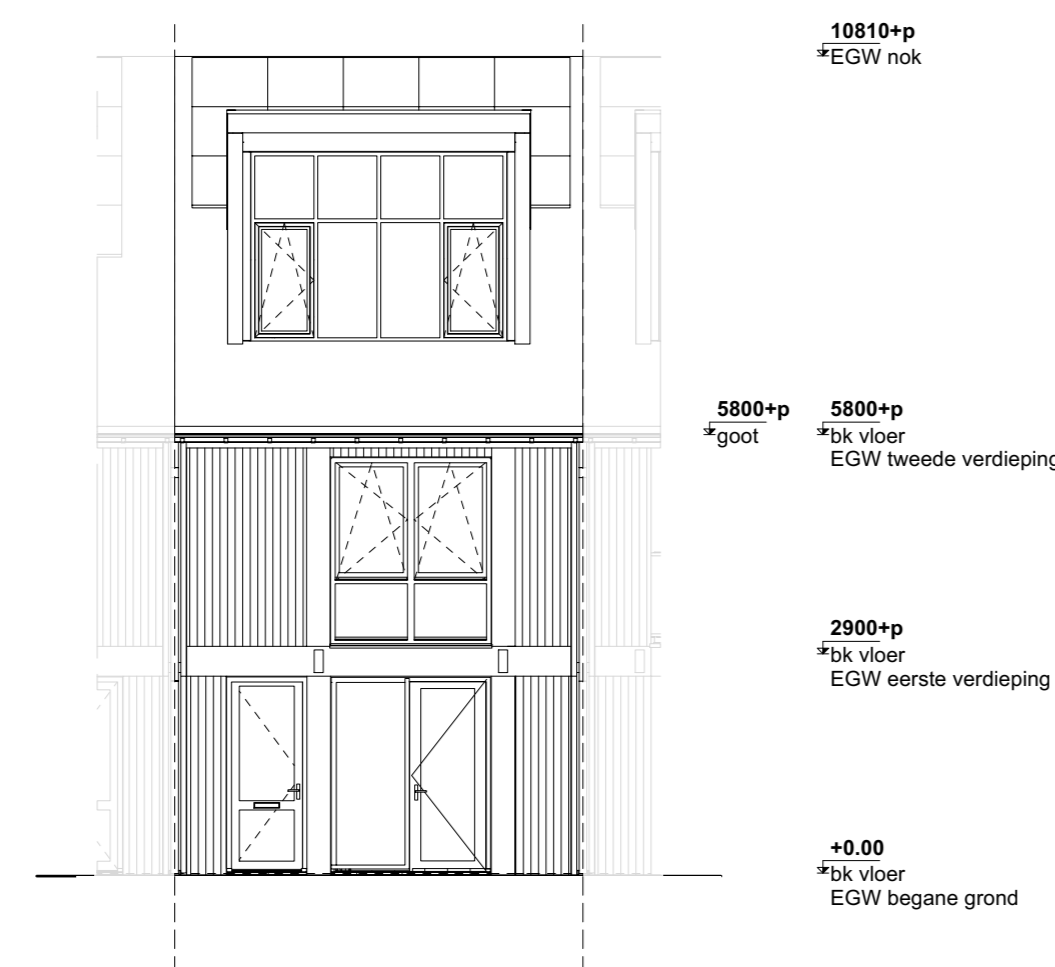 10810+p
EGW nok
5800+p
goot
5800+p
bk vloer
EGW tweede verdieping
2900+p
bk vloer
EGW eerste verdieping
+0.00
bk vloer
EGW begane grond